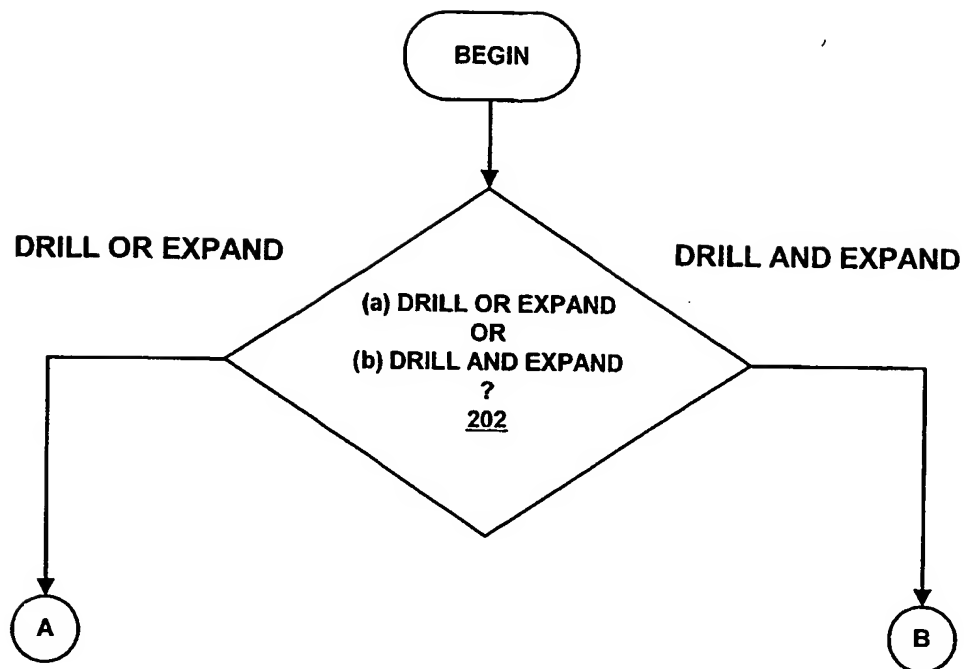 BEGIN
DRILL OR EXPAND
DRILL AND EXPAND
(a) DRILL OR EXPAND
OR
(b) DRILL AND EXPAND
?
202
A
B